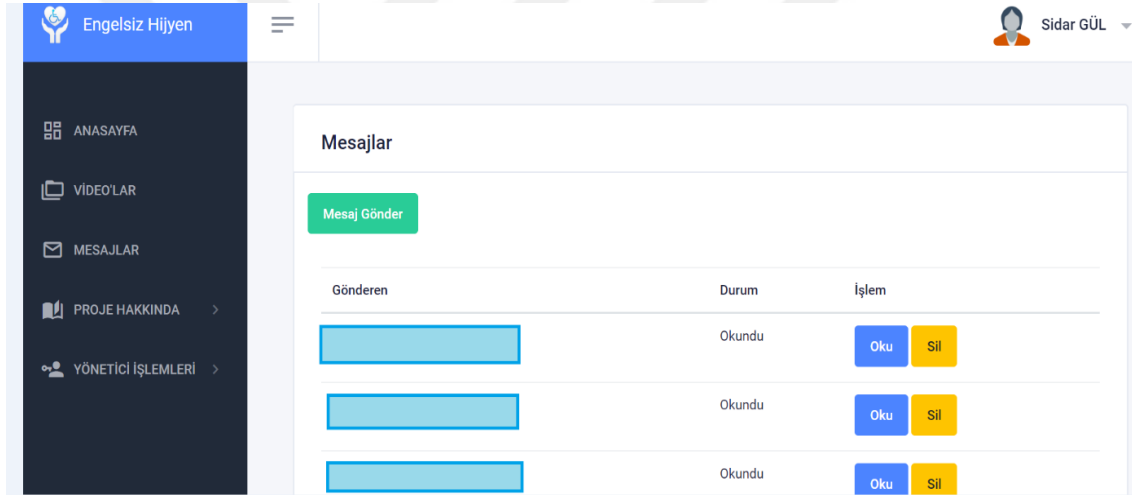 Engelsiz Hijyen
Sidar GÜL
ANASAYFA
VİDEO'LAR
MESAJLAR
PROJE HAKKINDA
YÖNETİCİ İŞLEMLERİ
Mesajlar
Mesaj Gönder
Gönderen Durum İşlem
Okundu Oku Sil
Okundu Oku Sil
Okundu Oku Sil